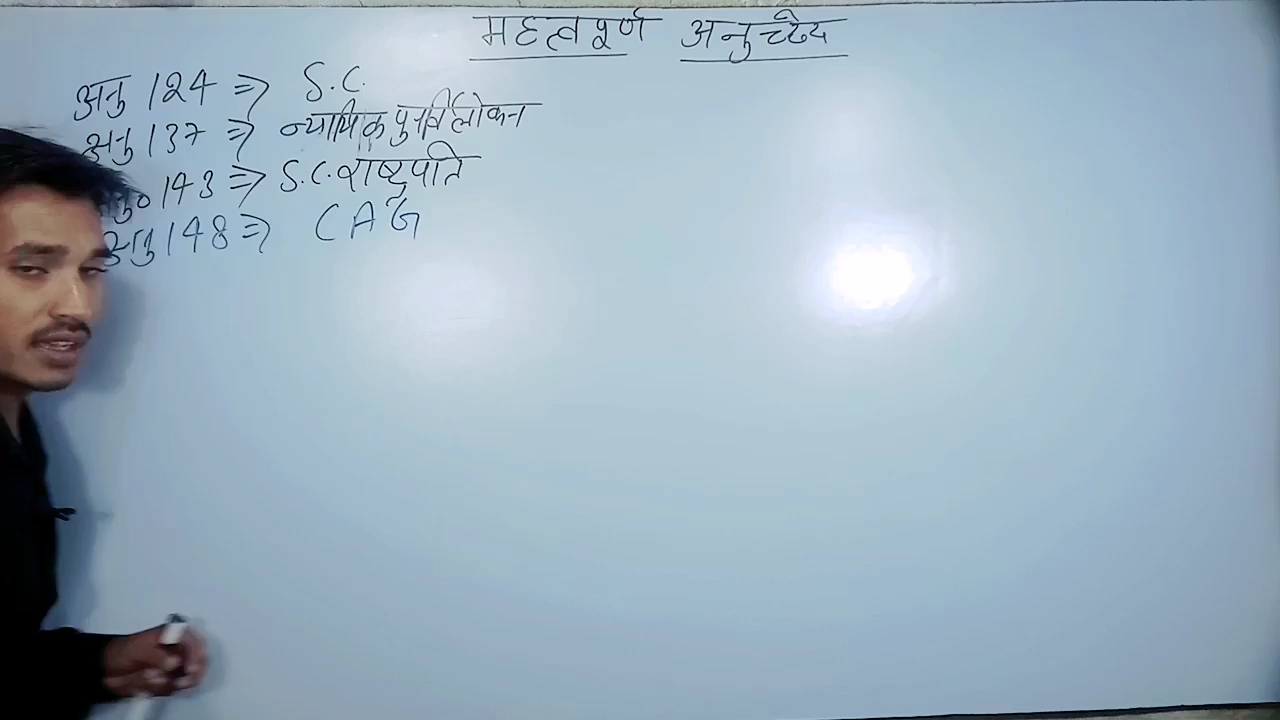 महत्वपूर्ण अनुच्छेद
अनु 124 => S.C.
अनु 137 => न्यायिक पुनर्विलोकन
अनु० 143 => S.C. राष्ट्रपति
अनु 148 => CAG